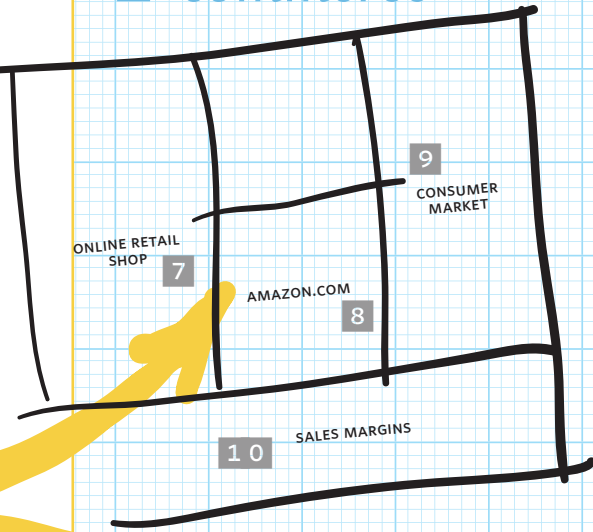 9
CONSUMER
MARKET
ONLINE RETAIL
SHOP
7
AMAZON.COM
8
10
SALES MARGINS